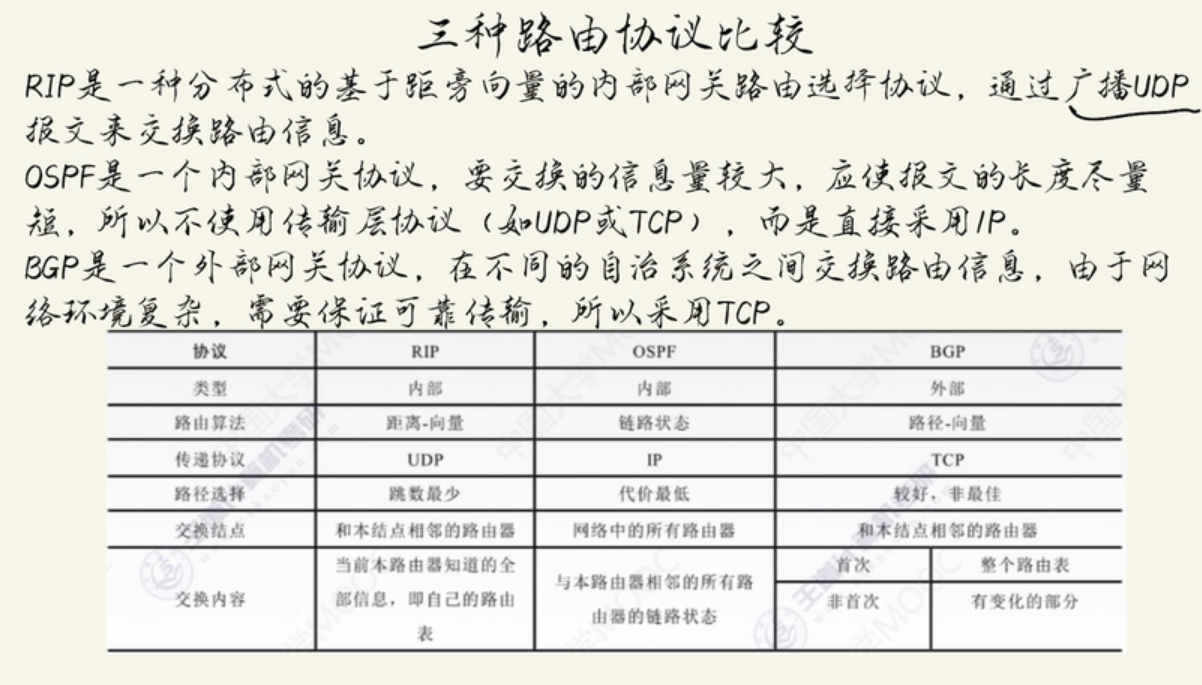 三种路由协议比较
RIP是一种分布式的基于距旁向量的内部网关路由选择协议，通过广播UDP
报文来交换路由信息。
OSPF是一个内部网关协议，要交换的信息量较大，应使报文的长度尽量
短，所以不使用传输层协议（如UDP或TCP），而是直接采用IP。
BGP是一个外部网关协议，在不同的自治系统之间交换路由信息，由于网
络环境复杂，需要保证可靠传输，所以采用TCP。
协议 RIP OSPF BGP
类型 内部 内部 外部
路由算法 距离-向量 链路状态 路径-向量
传递协议 UDP IP TCP
路径选择 跳数最少 代价最低 较好，非最佳
交换结点 和本结点相邻的路由器 网络中的所有路由器 和本结点相邻的路由器
交换内容
当前本路由器知道的全
部信息，即自己的路由
表
与本路由器相邻的所有路
由器的链路状态
首次 整个路由表
非首次 有变化的部分